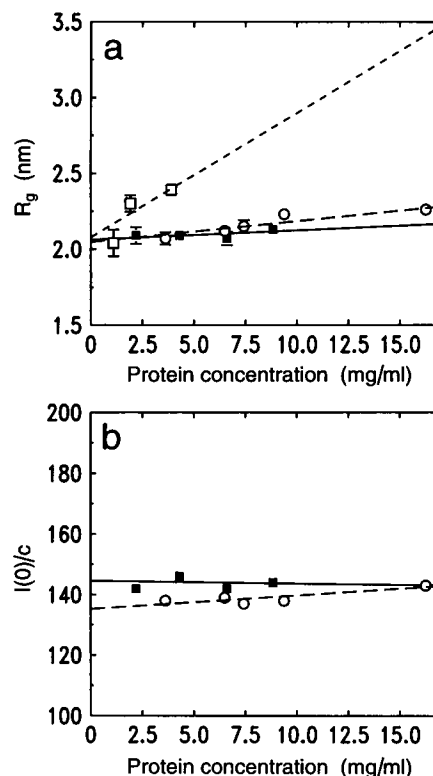 a
3.5
3.0
2.5
2.0
1.5
Rg (nm)
0 2.5 5.0 7.5 10.0 12.5 15.0
Protein concentration (mg/ml)
b
200
180
160
140
120
100
I(0)/c
0 2.5 5.0 7.5 10.0 12.5 15.0
Protein concentration (mg/ml)